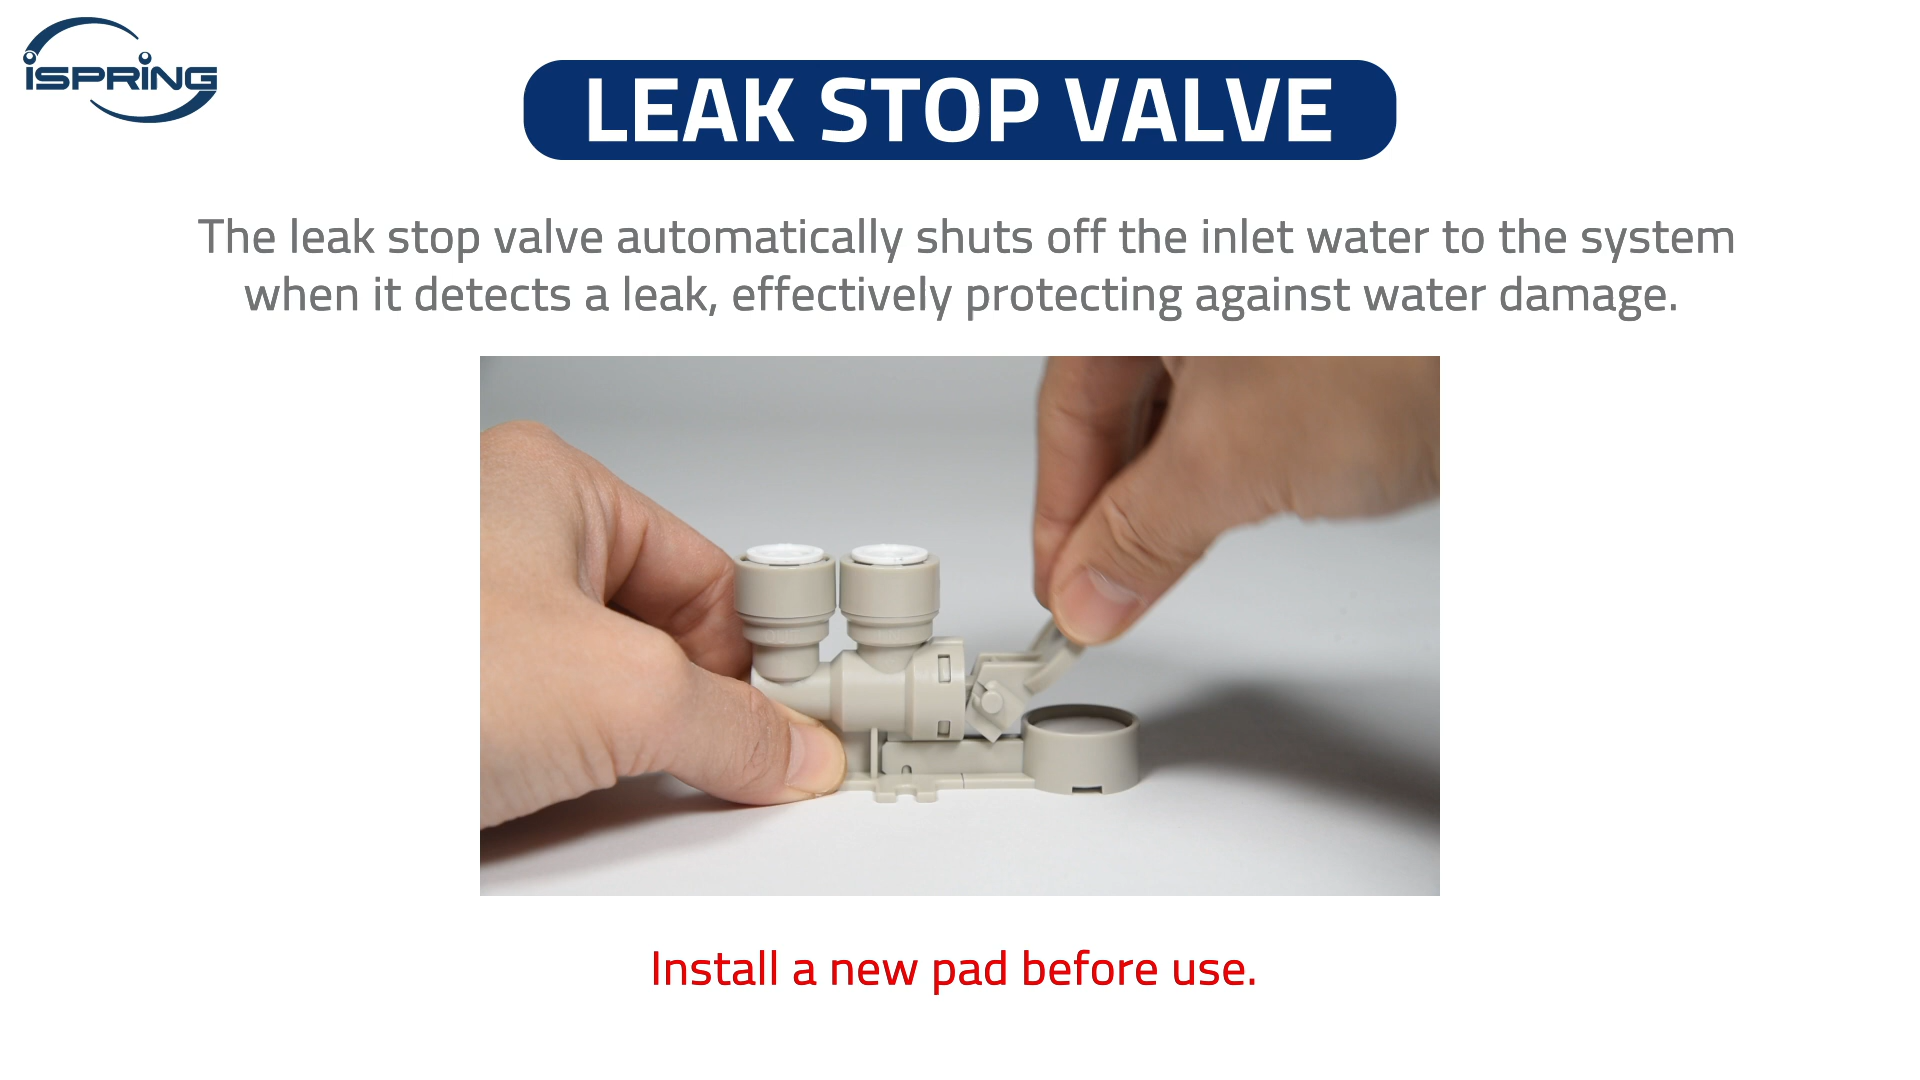 iSPRING
LEAK STOP VALVE
The leak stop valve automatically shuts off the inlet water to the system
when it detects a leak, effectively protecting against water damage.
Install a new pad before use.